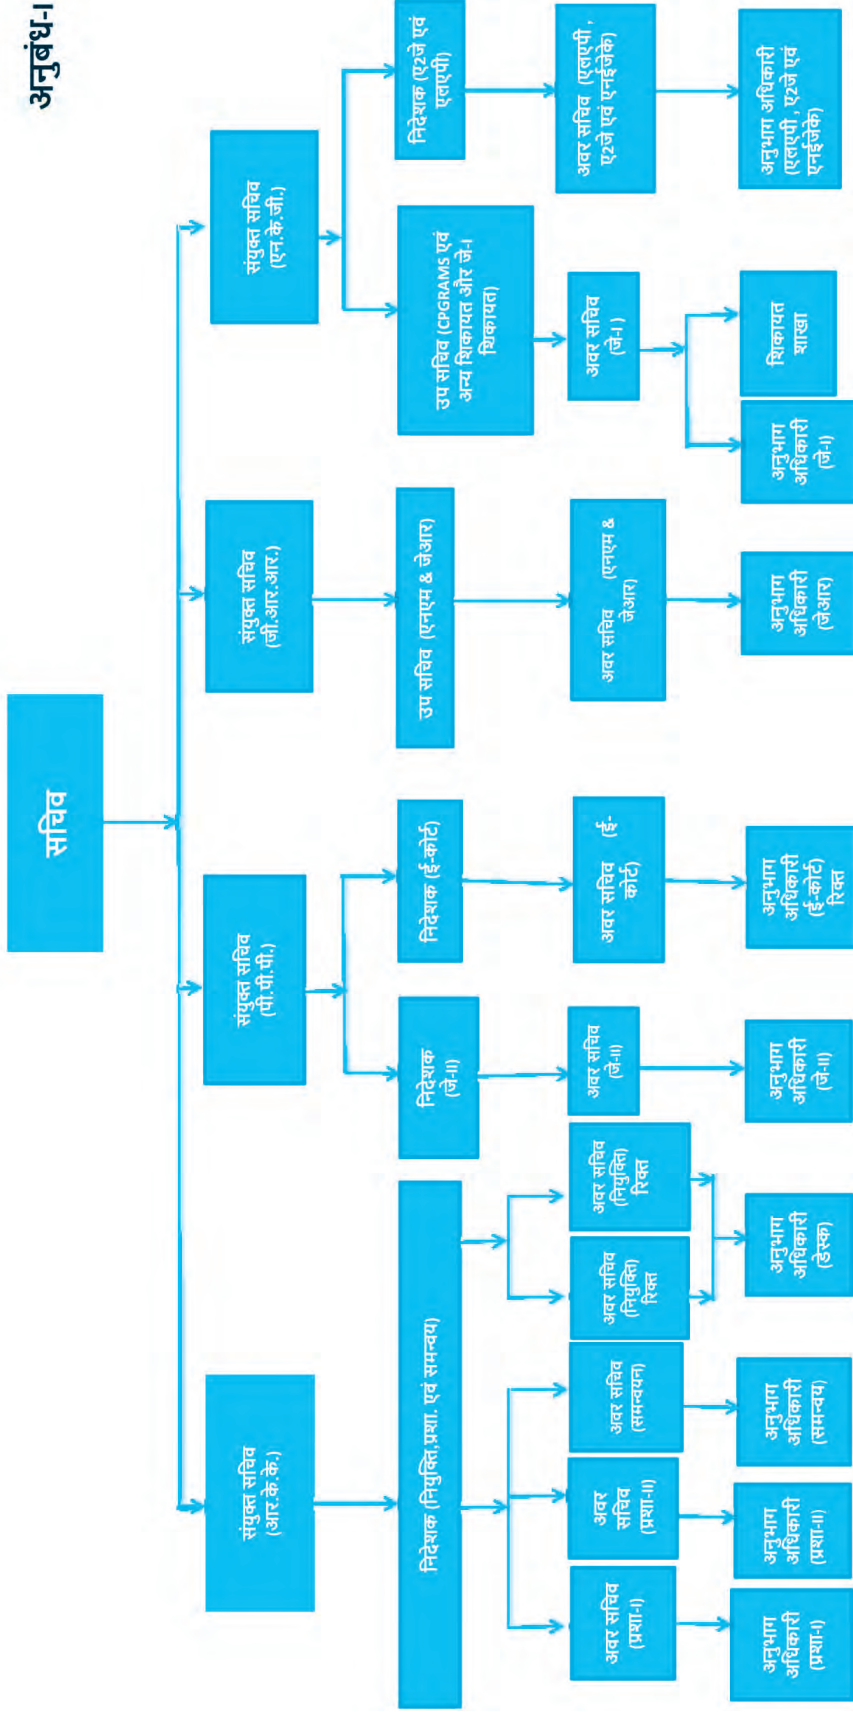 अनुबंध-I
सचिव
संयुक्त सचिव
(आर.के.के.)
संयुक्त सचिव
(पी.पी.पी.)
संयुक्त सचिव
(जी.आर.आर.)
संयुक्त सचिव
(एन.के.जी.)
निदेशक (नियुक्ति,प्रशा. एवं समन्वय)
निदेशक
(जे-II)
निदेशक (ई-कोर्ट)
उप सचिव (एनएम & जेआर)
उप सचिव (CPGRAMS एवं
अन्य शिकायत और जे-I
शिकायत)
निदेशक (ए2जे एवं
एलएपी)
अवर सचिव
(प्रशा-I)
अवर
सचिव
(प्रशा-II)
अवर सचिव
(समन्वयन)
अवर सचिव
(नियुक्ति)
रिक्त
अवर सचिव
(नियुक्ति)
रिक्त
अवर सचिव
(जे-II)
अवर सचिव (ई-
कोर्ट)
अवर सचिव (एनएम &
जेआर)
अवर सचिव
(जे-I)
अवर सचिव (एलएपी ,
ए2जे एवं एनईजेके)
अनुभाग
अधिकारी
(प्रशा-I)
अनुभाग
अधिकारी
(प्रशा-II)
अनुभाग
अधिकारी
(समन्वय)
अनुभाग
अधिकारी
(डेस्क)
अनुभाग
अधिकारी
(जे-II)
अनुभाग
अधिकारी
(ई-कोर्ट)
रिक्त
अनुभाग
अधिकारी
(जेआर)
अनुभाग
अधिकारी
(जे-I)
शिकायत
शाखा
अनुभाग अधिकारी
(एलएपी , ए2जे एवं
एनईजेके)